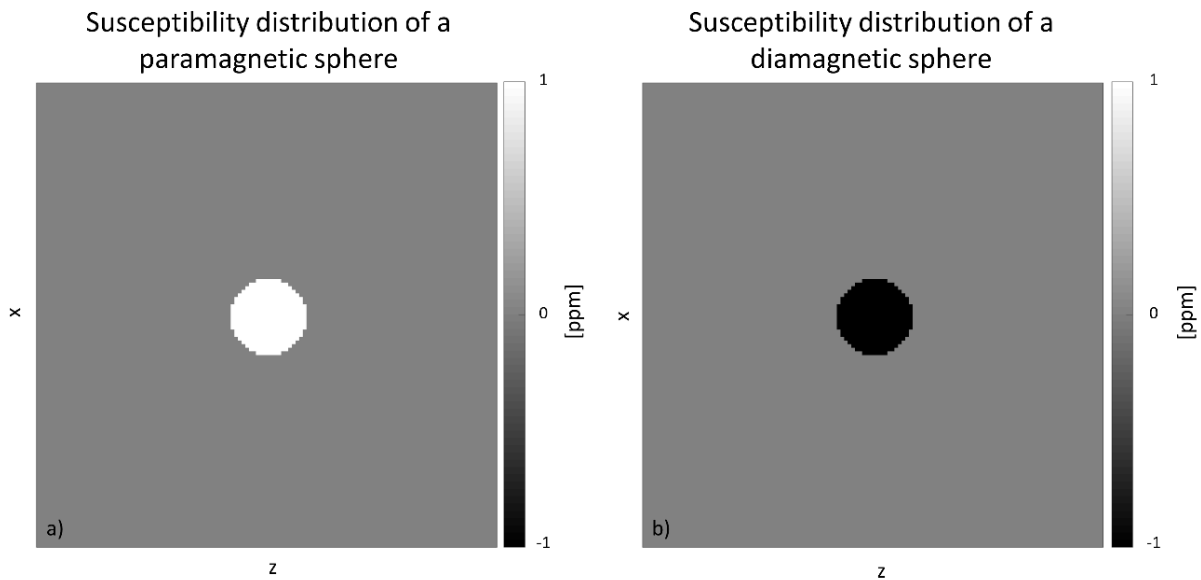 Susceptibility distribution of a
paramagnetic sphere
1
0
-1
[ppm]
x
z
a)
Susceptibility distribution of a
diamagnetic sphere
1
0
-1
[ppm]
x
z
b)